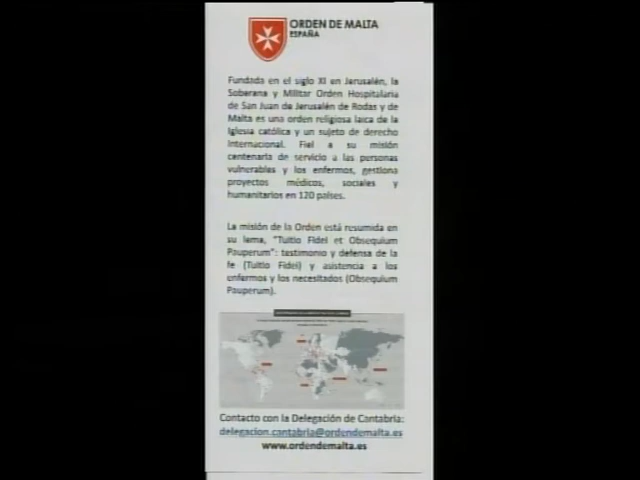 ORDEN DE MALTA
ESPAÑA
Fundada en el siglo XI en Jerusalén, la
Soberana y Militar Orden Hospitalaria
de San Juan de Jerusalén de Rodas y de
Malta es una orden religiosa laica de la
Iglesia católica y un sujeto de derecho
Internacional. Fiel a su misión
centenaria de servicio a las personas
vulnerables y los enfermos, gestiona
proyectos médicos, sociales y
humanitarios en 120 países.
La misión de la Orden está resumida en
su lema, "Tuitio Fidei et Obsequium
Pauperum": testimonio y defensa de la
fe (Tuitio Fidei) y asistencia a los
enfermos y los necesitados (Obsequium
Pauperum).
Contacto con la Delegación de Cantabria:
delegacion.cantabria@ordendemalta.es
www.ordendemalta.es